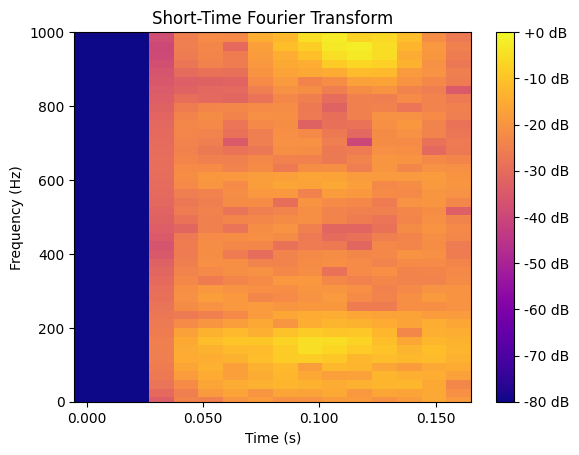 Short-Time Fourier Transform
1000
800
600
400
200
0
Frequency (Hz)
0.000
0.050
0.100
0.150
Time (s)
+0 dB
-10 dB
-20 dB
-30 dB
-40 dB
-50 dB
-60 dB
-70 dB
-80 dB